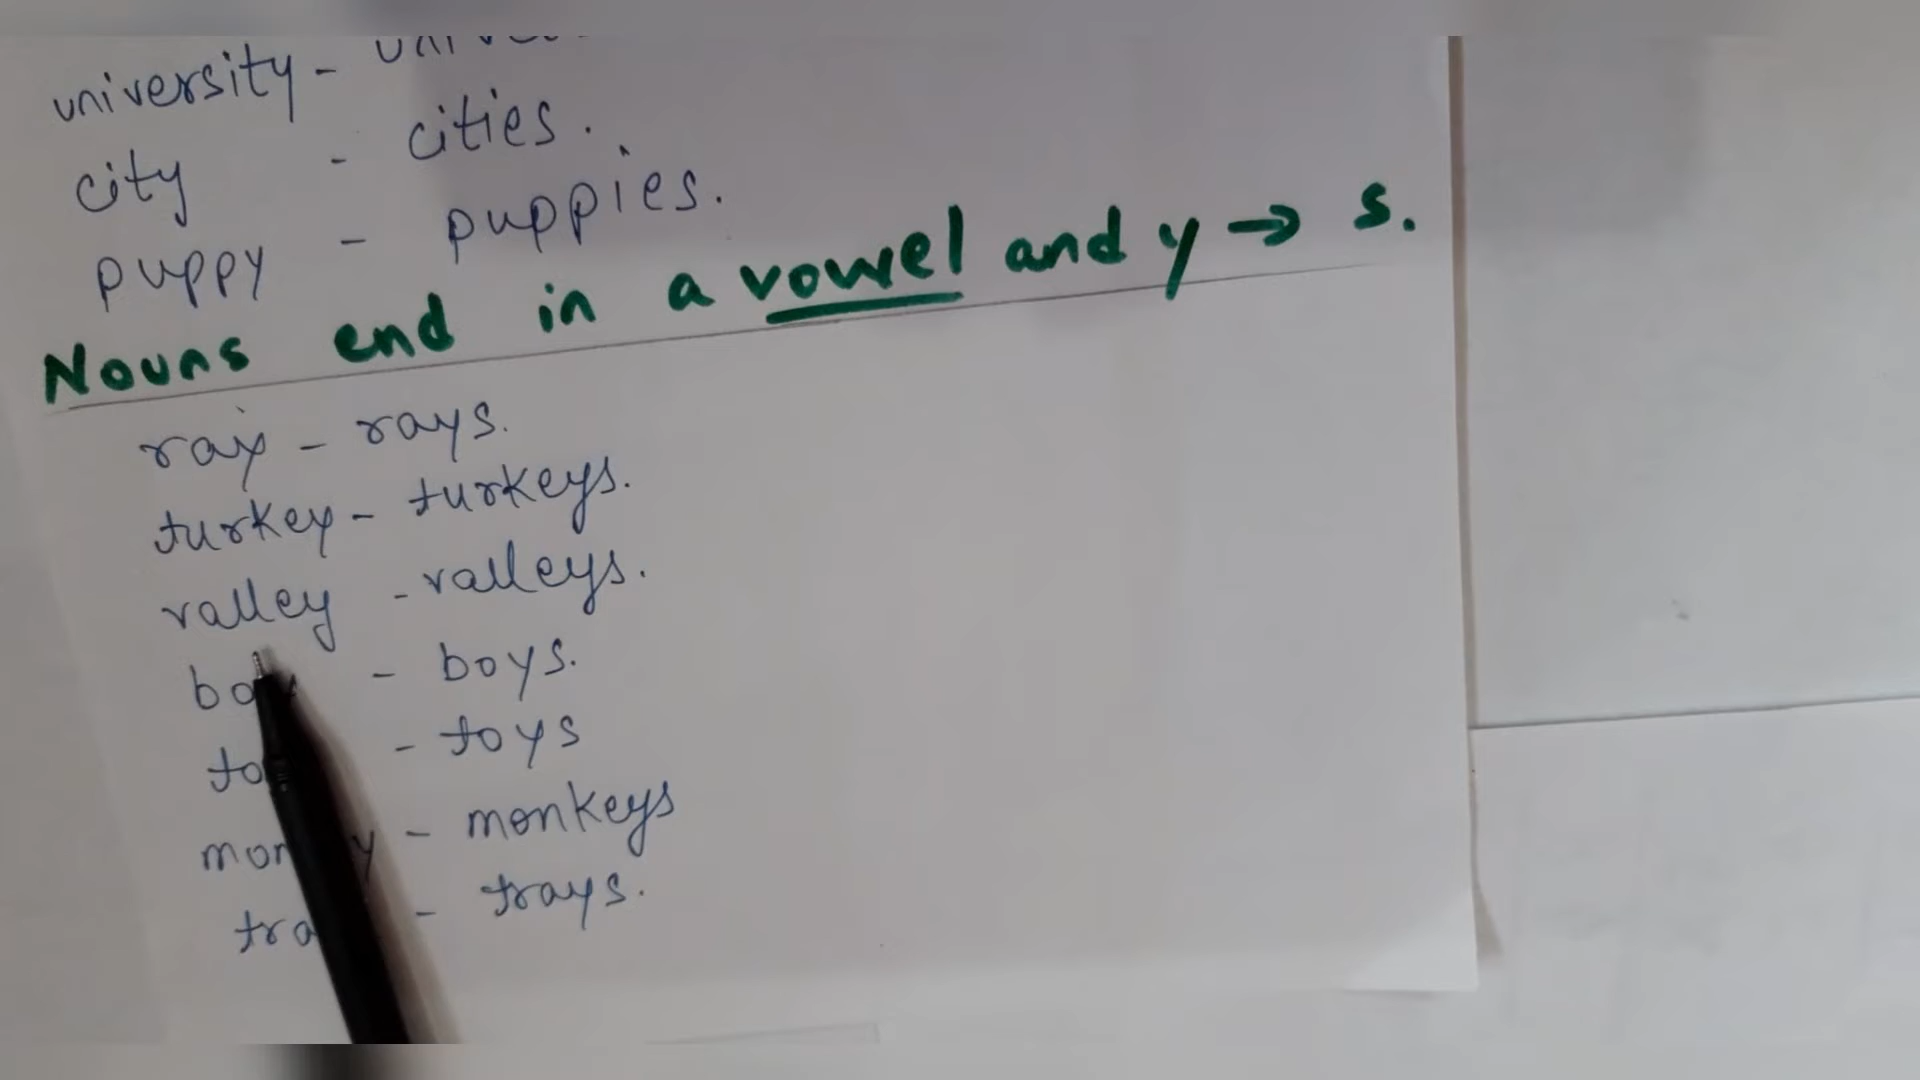 university -
city - cities.
puppy - puppies.
Nouns end in a vowel and y → s.
ray - rays.
turkey - turkeys.
valley - valleys.
- boys.
- toys
- monkeys
- trays.